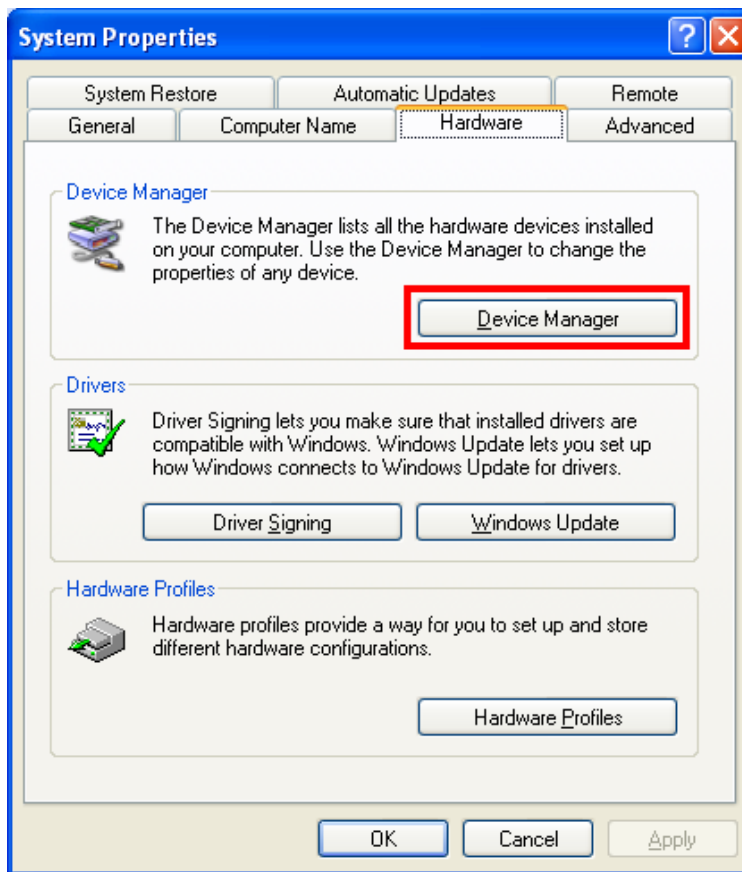 System Properties
System Restore Automatic Updates Remote
General Computer Name Hardware Advanced
Device Manager
The Device Manager lists all the hardware devices installed
on your computer. Use the Device Manager to change the
properties of any device.
Device Manager
Drivers
Driver Signing lets you make sure that installed drivers are
compatible with Windows. Windows Update lets you set up
how Windows connects to Windows Update for drivers.
Driver Signing Windows Update
Hardware Profiles
Hardware profiles provide a way for you to set up and store
different hardware configurations.
Hardware Profiles
OK Cancel Apply